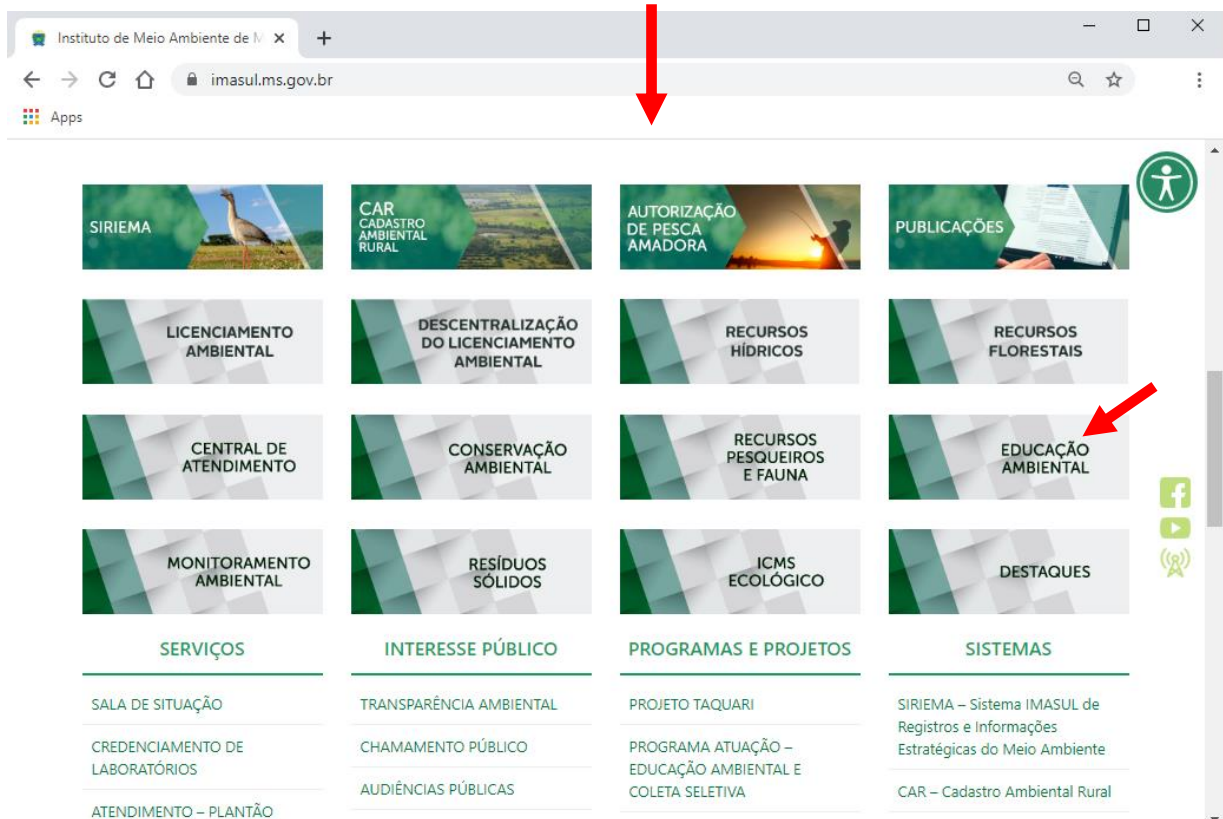 Instituto de Meio Ambiente de M
imasul.ms.gov.br
Apps
SIRIEMA
CAR
CADASTRO
AMBIENTAL
RURAL
AUTORIZAÇÃO
DE PESCA
AMADORA
PUBLICAÇÕES
LICENCIAMENTO
AMBIENTAL
DESCENTRALIZAÇÃO
DO LICENCIAMENTO
AMBIENTAL
RECURSOS
HÍDRICOS
RECURSOS
FLORESTAIS
CENTRAL DE
ATENDIMENTO
CONSERVAÇÃO
AMBIENTAL
RECURSOS
PESQUEIROS
E FAUNA
EDUCAÇÃO
AMBIENTAL
MONITORAMENTO
AMBIENTAL
RESÍDUOS
SÓLIDOS
ICMS
ECOLÓGICO
DESTAQUES
SERVIÇOS
SALA DE SITUAÇÃO
CREDENCIAMENTO DE
LABORATÓRIOS
ATENDIMENTO – PLANTÃO
INTERESSE PÚBLICO
TRANSPARÊNCIA AMBIENTAL
CHAMAMENTO PÚBLICO
AUDIÊNCIAS PÚBLICAS
PROGRAMAS E PROJETOS
PROJETO TAQUARI
PROGRAMA ATUAÇÃO –
EDUCAÇÃO AMBIENTAL E
COLETA SELETIVA
SISTEMAS
SIRIEMA – Sistema IMASUL de
Registros e Informações
Estratégicas do Meio Ambiente
CAR – Cadastro Ambiental Rural